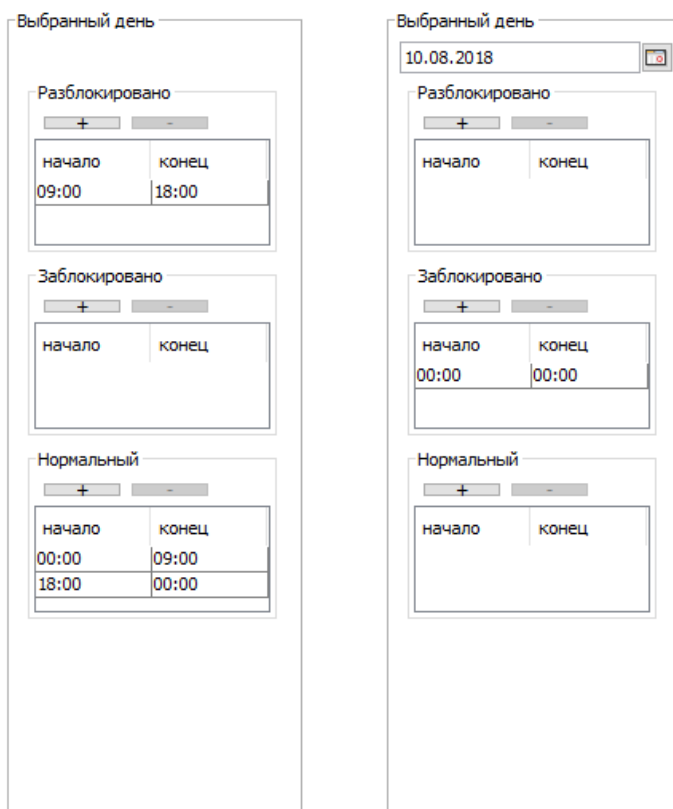 Выбранный день
Разблокировано
+ -
начало конец
09:00 18:00
Заблокировано
+ -
начало конец
Нормальный
+ -
начало конец
00:00 09:00
18:00 00:00
Выбранный день
10.08.2018
Разблокировано
+ -
начало конец
Заблокировано
+ -
начало конец
00:00 00:00
Нормальный
+ -
начало конец